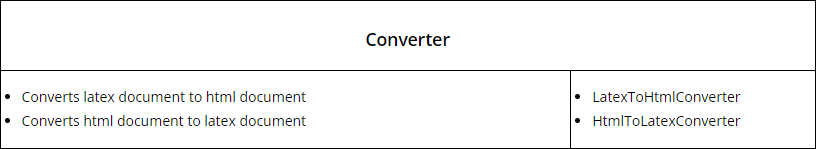 Converter
Converts latex document to html document
Converts html document to latex document
LatexToHtmlConverter
HtmlToLatexConverter